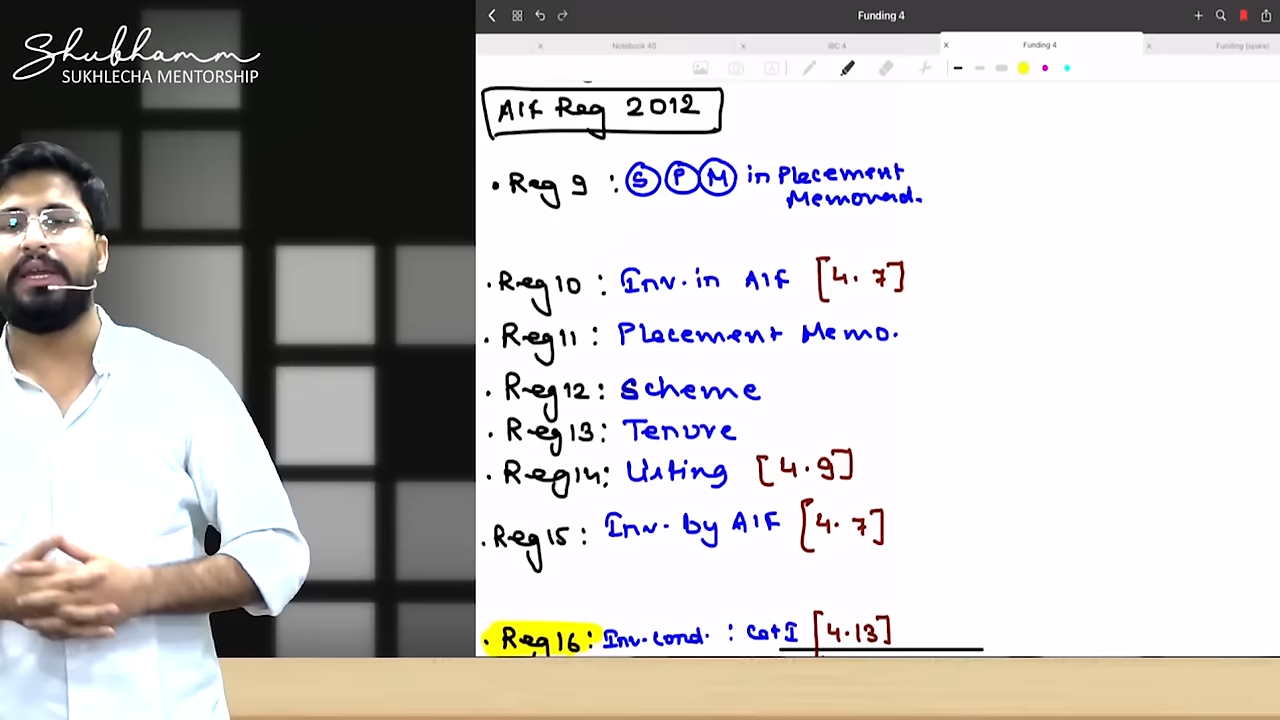 Shubhamm
SUKHLECHA MENTORSHIP
Funding 4
Notebook 40
IBC 4
Funding 4
Funding (spare)
AIF Reg 2012
• Reg 9 : S P M in Placement
Memorad.
• Reg 10 : Inv. in AIF [4.7]
• Reg 11 : Placement Memo.
• Reg 12 : Scheme
• Reg 13 : Tenure
• Reg 14 : Listing [4.9]
• Reg 15 : Inv. by AIF [4.7]
• Reg 16 : Inv. cond. : Cat I [4.13]